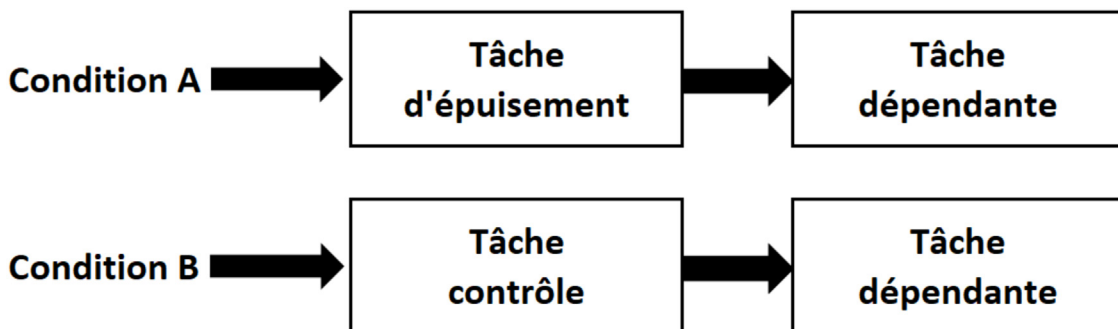 Condition A
Tâche
d'épuisement
Tâche
dépendante
Condition B
Tâche
contrôle
Tâche
dépendante